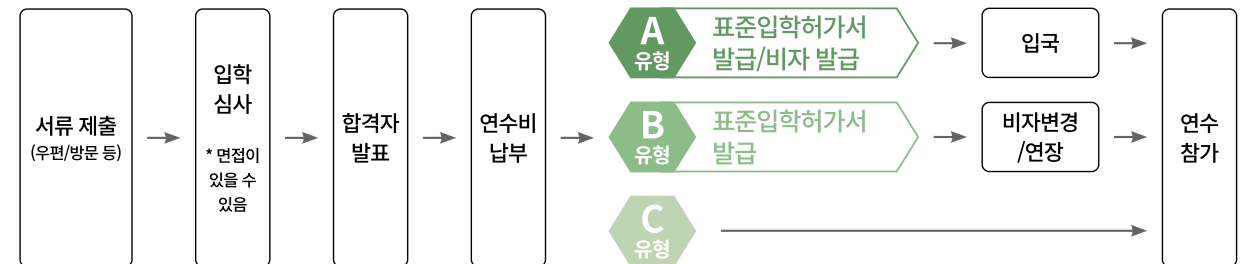 서류 제출
(우편/방문 등)
입학
심사
* 면접이
있을 수
있음
합격자
발표
연수비
납부
A
유형
표준입학허가서
발급/비자 발급
입국
B
유형
표준입학허가서
발급
비자변경
/연장
C
유형
연수
참가